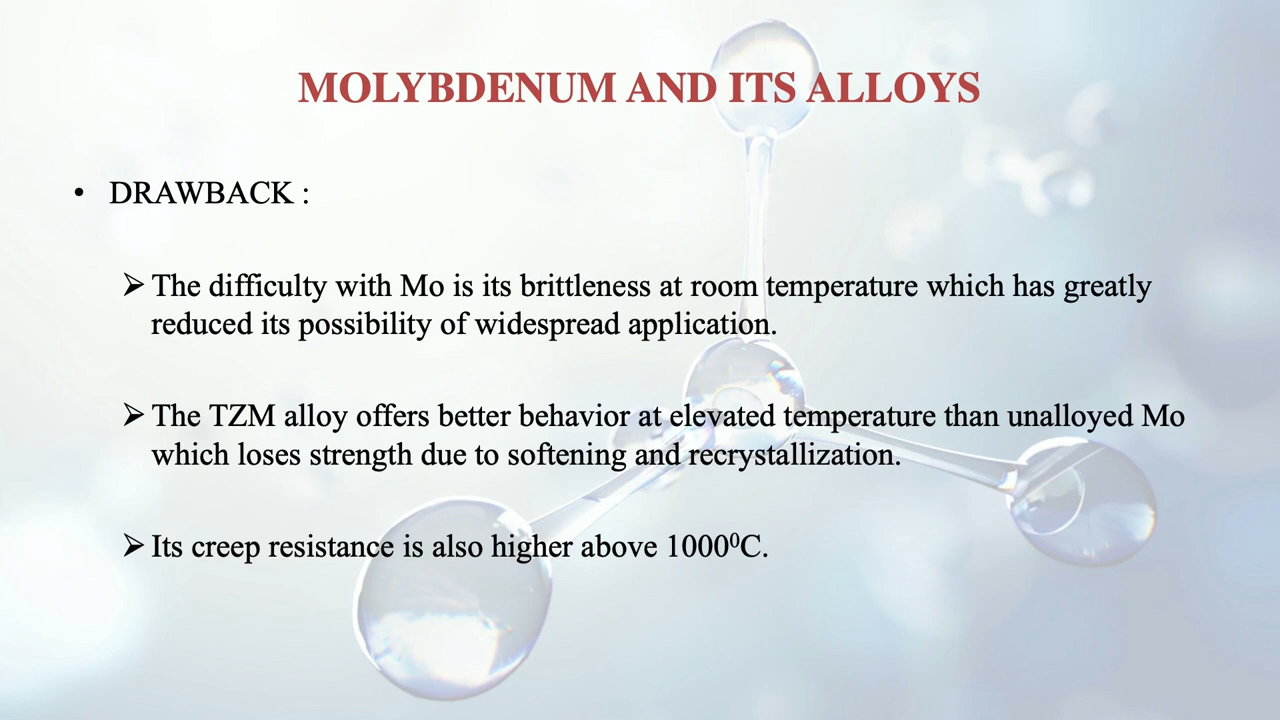 MOLYBDENUM AND ITS ALLOYS
• DRAWBACK :
➢ The difficulty with Mo is its brittleness at room temperature which has greatly
reduced its possibility of widespread application.
➢ The TZM alloy offers better behavior at elevated temperature than unalloyed Mo
which loses strength due to softening and recrystallization.
➢ Its creep resistance is also higher above 1000⁰C.